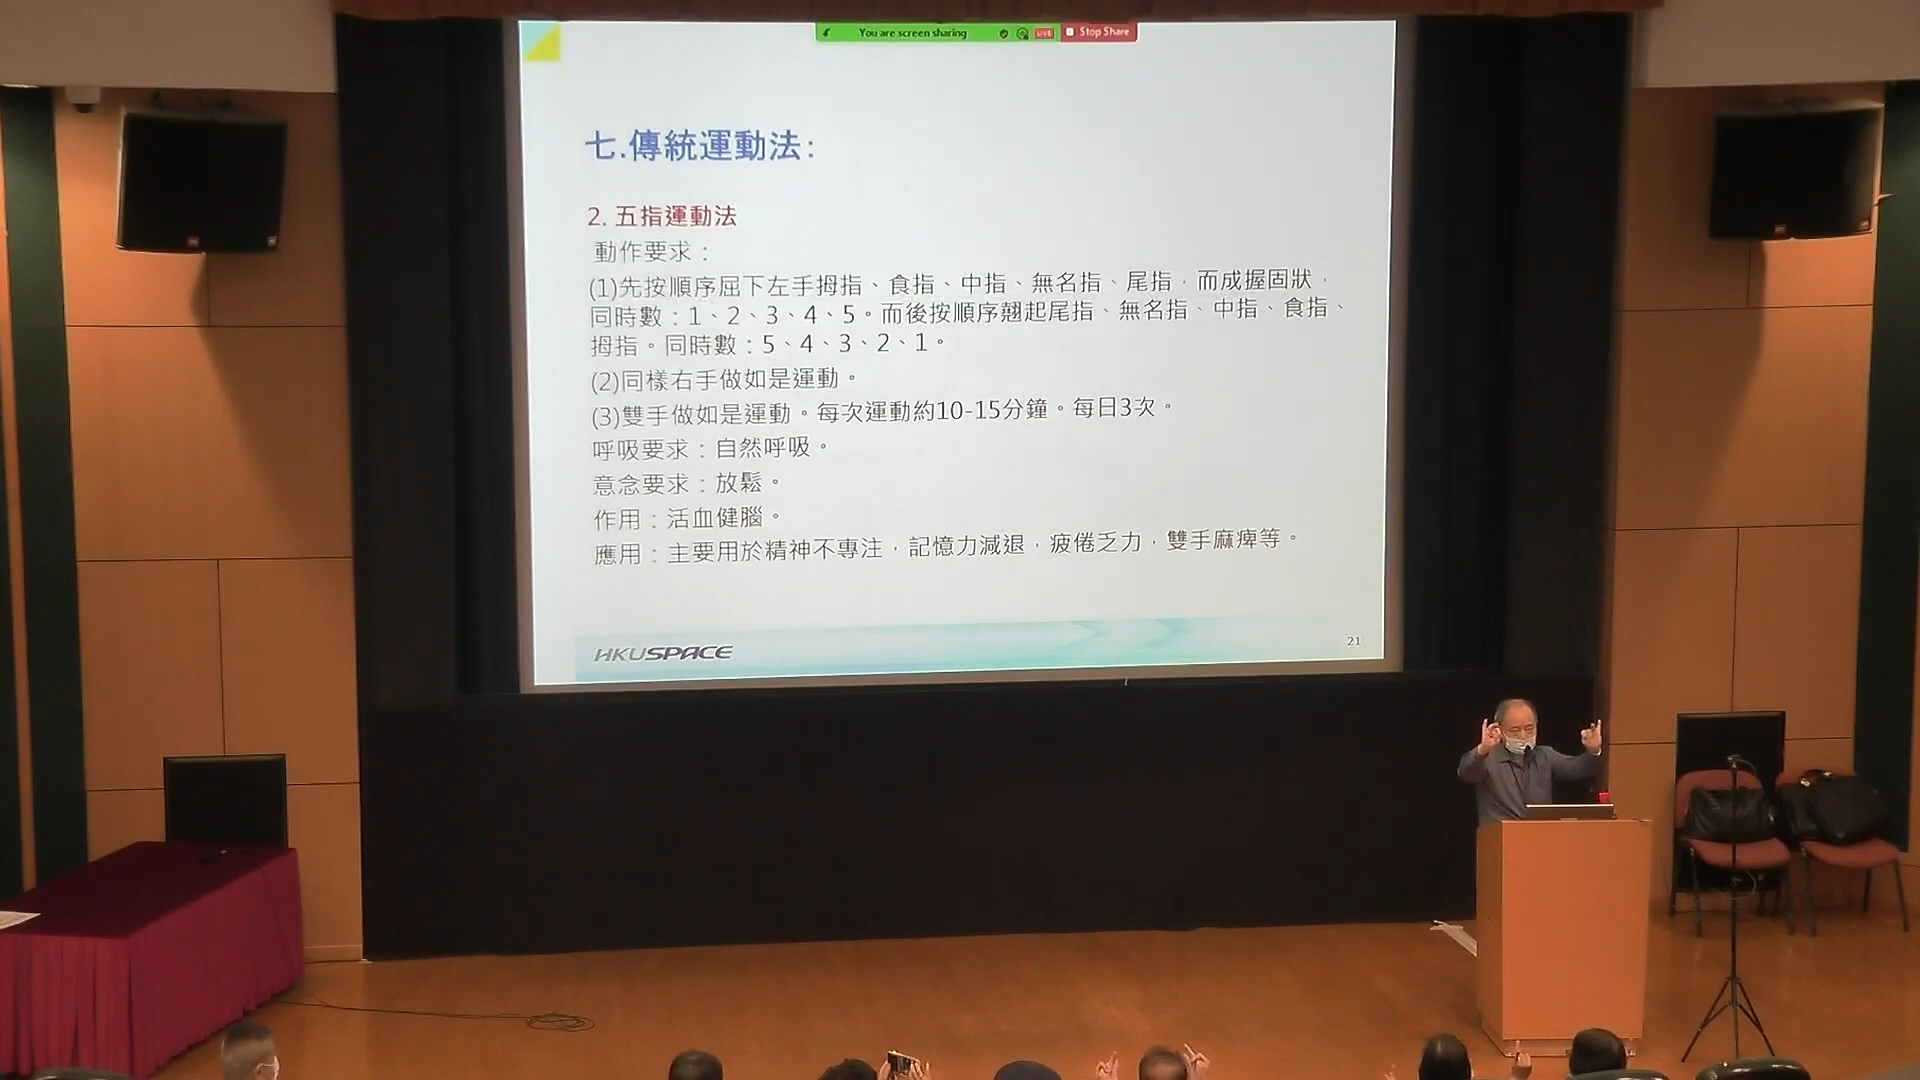 You are screen sharing
LIVE
Stop Share
七.傳統運動法:
2. 五指運動法
動作要求：
(1)先按順序屈下左手拇指、食指、中指、無名指、尾指，而成握固狀，
同時數：1、2、3、4、5。而後按順序翹起尾指、無名指、中指、食指、
拇指。同時數：5、4、3、2、1。
(2)同樣右手做如是運動。
(3)雙手做如是運動。每次運動約10-15分鐘。每日3次。
呼吸要求：自然呼吸。
意念要求：放鬆。
作用：活血健腦。
應用：主要用於精神不專注，記憶力減退，疲倦乏力，雙手麻痺等。
HKUSPACE
21